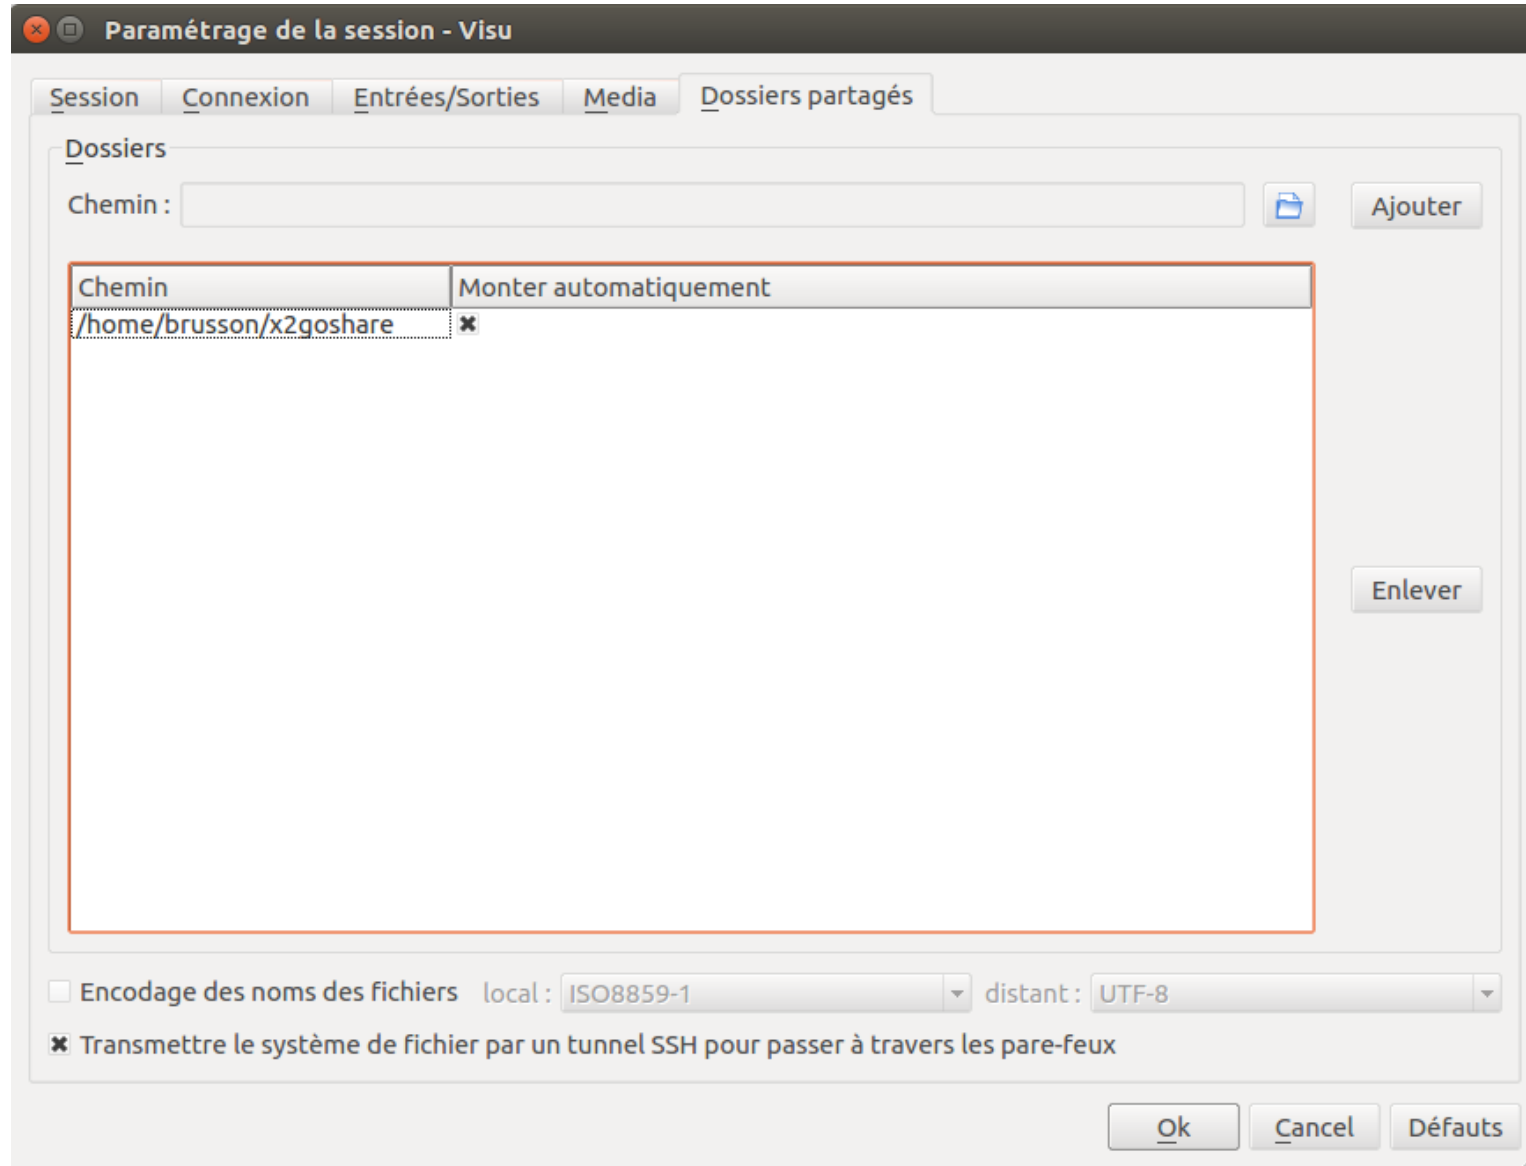 Paramétrage de la session - Visu
Session Connexion Entrées/Sorties Media Dossiers partagés
Dossiers
Chemin : Ajouter
Chemin Monter automatiquement
/home/brusson/x2goshare
Enlever
Encodage des noms des fichiers local : ISO8859-1 distant : UTF-8
Transmettre le système de fichier par un tunnel SSH pour passer à travers les pare-feux
Ok Cancel Défauts